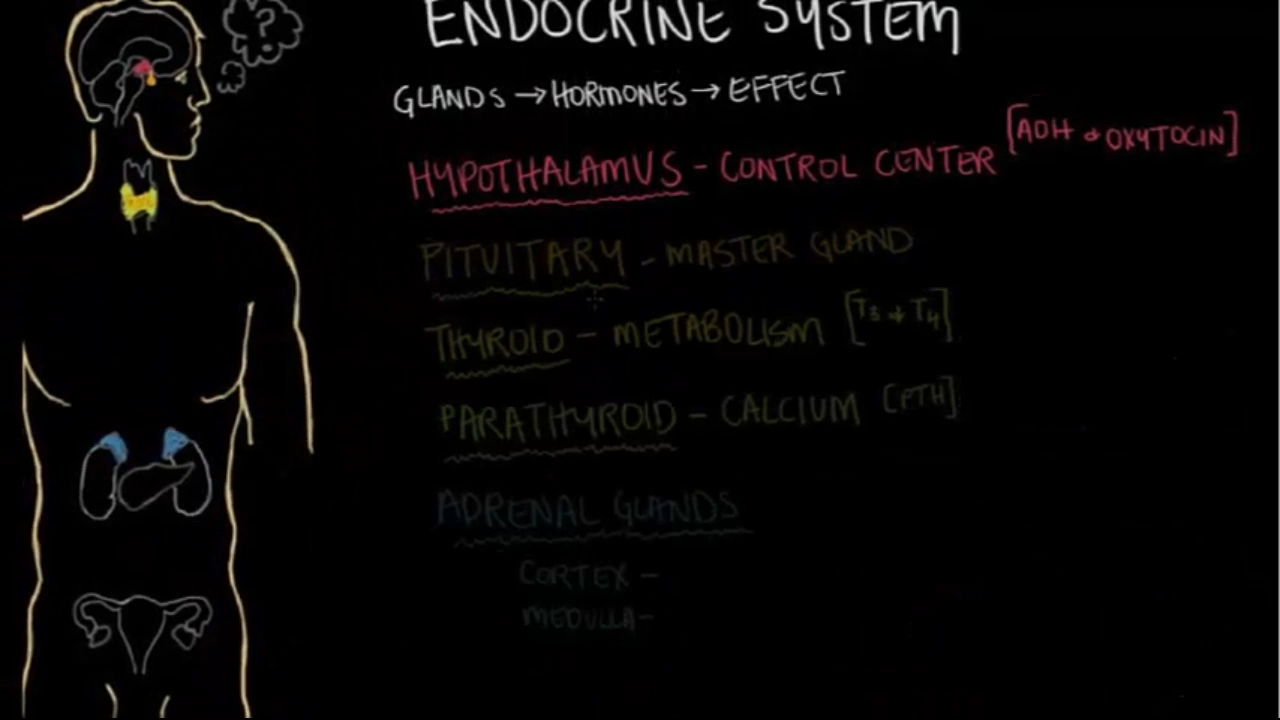 ENDOCRINE SYSTEM
GLANDS → HORMONES → EFFECT
HYPOTHALAMUS - CONTROL CENTER [ADH & OXYTOCIN]
PITUITARY - MASTER GLAND
THYROID - METABOLISM [T3 & T4]
PARATHYROID - CALCIUM [PTH]
ADRENAL GLANDS
CORTEX -
MEDULLA -
?